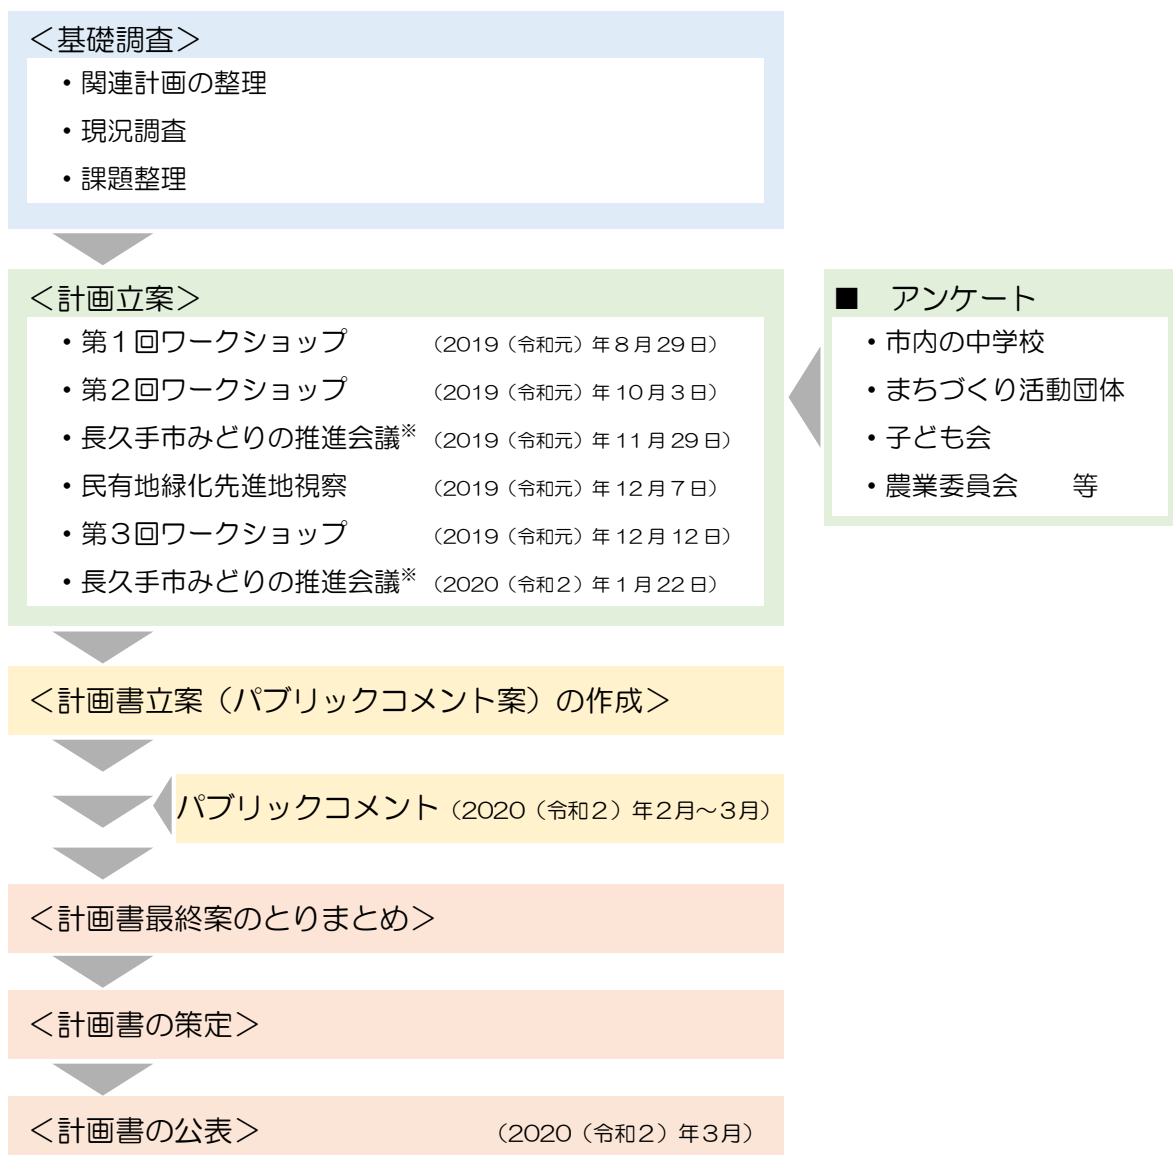 ＜基礎調査＞
・関連計画の整理
・現況調査
・課題整理
＜計画立案＞
・第１回ワークショップ （2019（令和元）年８月29日）
・第２回ワークショップ （2019（令和元）年10月３日）
・長久手市みどりの推進会議※ （2019（令和元）年11月29日）
・民有地緑化先進地視察 （2019（令和元）年12月７日）
・第３回ワークショップ （2019（令和元）年12月12日）
・長久手市みどりの推進会議※ （2020（令和２）年１月22日）
■　アンケート
・市内の中学校
・まちづくり活動団体
・子ども会
・農業委員会　　等
＜計画書立案（パブリックコメント案）の作成＞
パブリックコメント（2020（令和２）年２月～３月）
＜計画書最終案のとりまとめ＞
＜計画書の策定＞
＜計画書の公表＞ （2020（令和２）年３月）